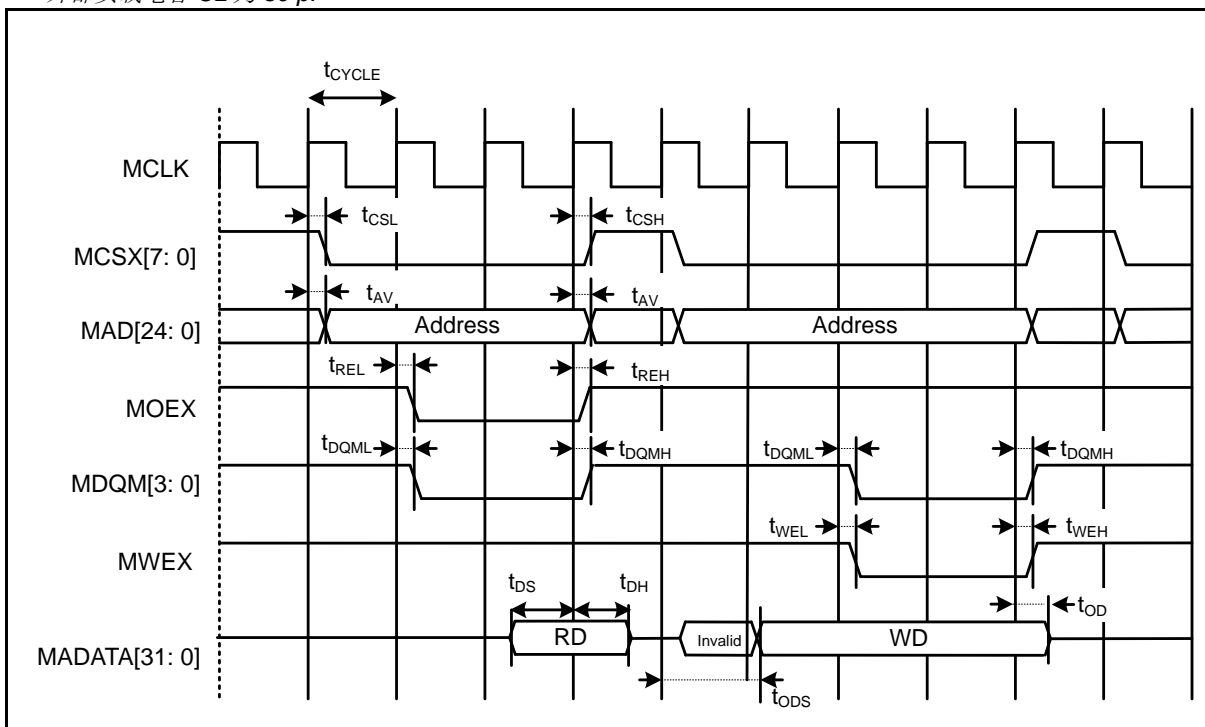 tCYCLE
MCLK
tCSL
tCSH
MCSX[7: 0]
tAV
tAV
MAD[24: 0]
Address
Address
tREL
tREH
MOEX
tDQML
tDQMH
tDQML
tDQMH
MDQM[3: 0]
tWEL
tWEH
MWEX
tDS
tDH
tOD
RD
Invalid
WD
MADATA[31: 0]
tODS